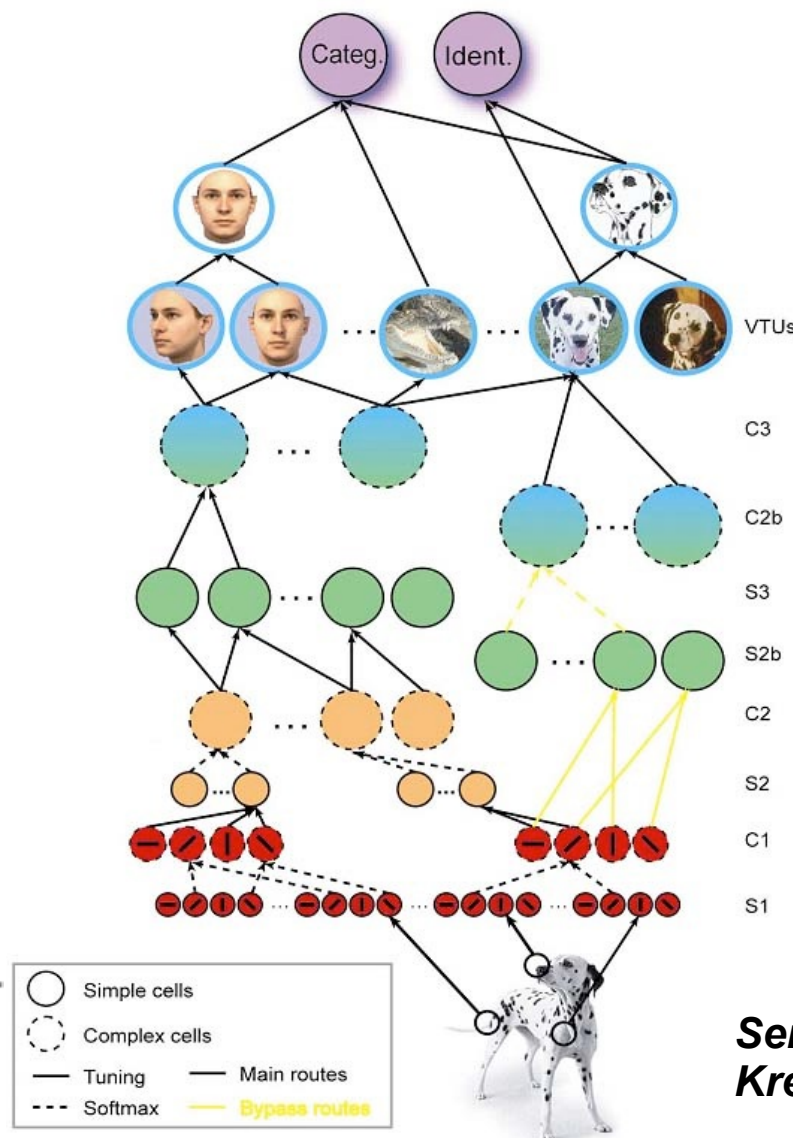 Categ. Ident.
VTUs
C3
C2b
S3
S2b
C2
S2
C1
S1
Simple cells
Complex cells
Tuning Main routes
Softmax Bypass routes